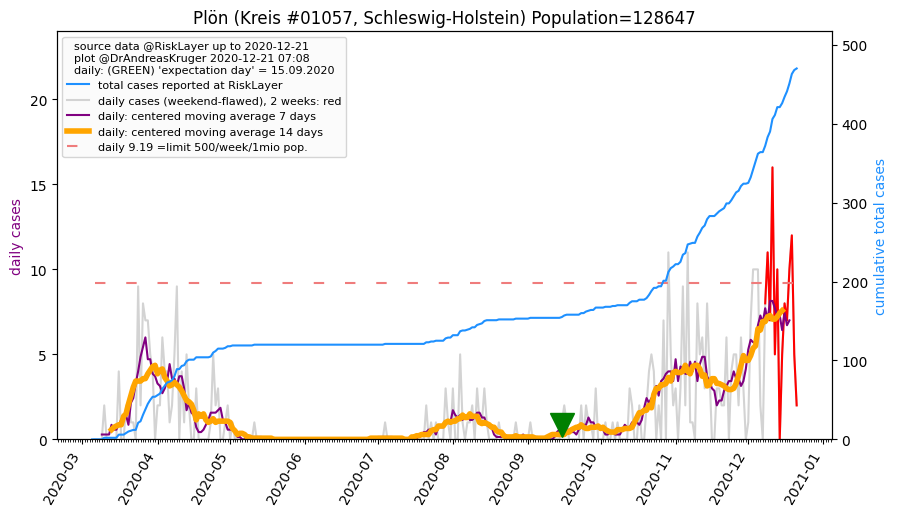 Plön (Kreis #01057, Schleswig-Holstein) Population=128647
source data @RiskLayer up to 2020-12-21
plot @DrAndreasKruger 2020-12-21 07:08
daily: (GREEN) 'expectation day' = 15.09.2020
total cases reported at RiskLayer
daily cases (weekend-flawed), 2 weeks: red
daily: centered moving average 7 days
daily: centered moving average 14 days
daily 9.19 =limit 500/week/1mio pop.
daily cases
20
15
10
5
0
500
400
300
200
100
0
cumulative total cases
2020-03
2020-04
2020-05
2020-06
2020-07
2020-08
2020-09
2020-10
2020-11
2020-12
2021-01